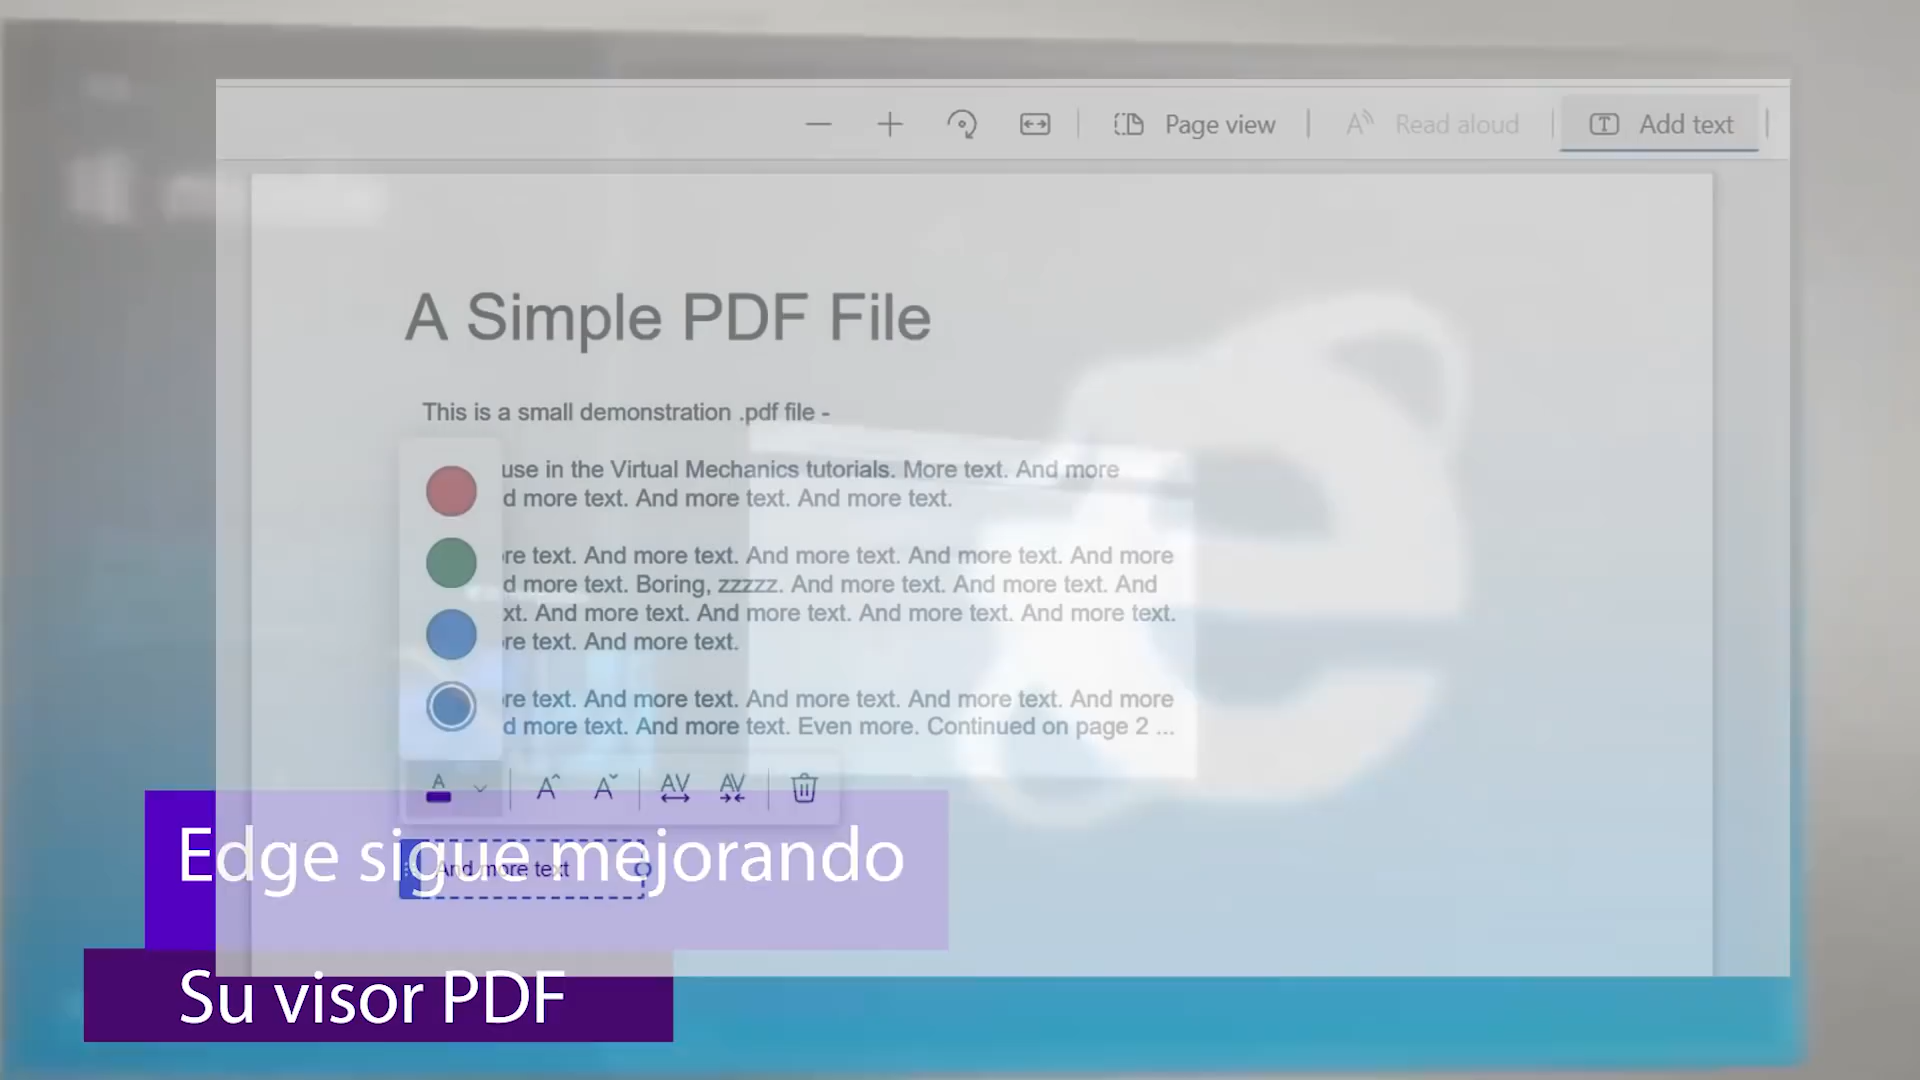 Page view
Read aloud
Add text
A Simple PDF File
This is a small demonstration .pdf file -
use in the Virtual Mechanics tutorials. More text. And more
d more text. And more text. And more text.
re text. And more text. And more text. And more text. And more
d more text. Boring, zzzzz. And more text. And more text. And
xt. And more text. And more text. And more text. And more text.
re text. And more text.
re text. And more text. And more text. And more text. And more
d more text. And more text. Even more. Continued on page 2 ...
And more text
Edge sigue mejorando
Su visor PDF